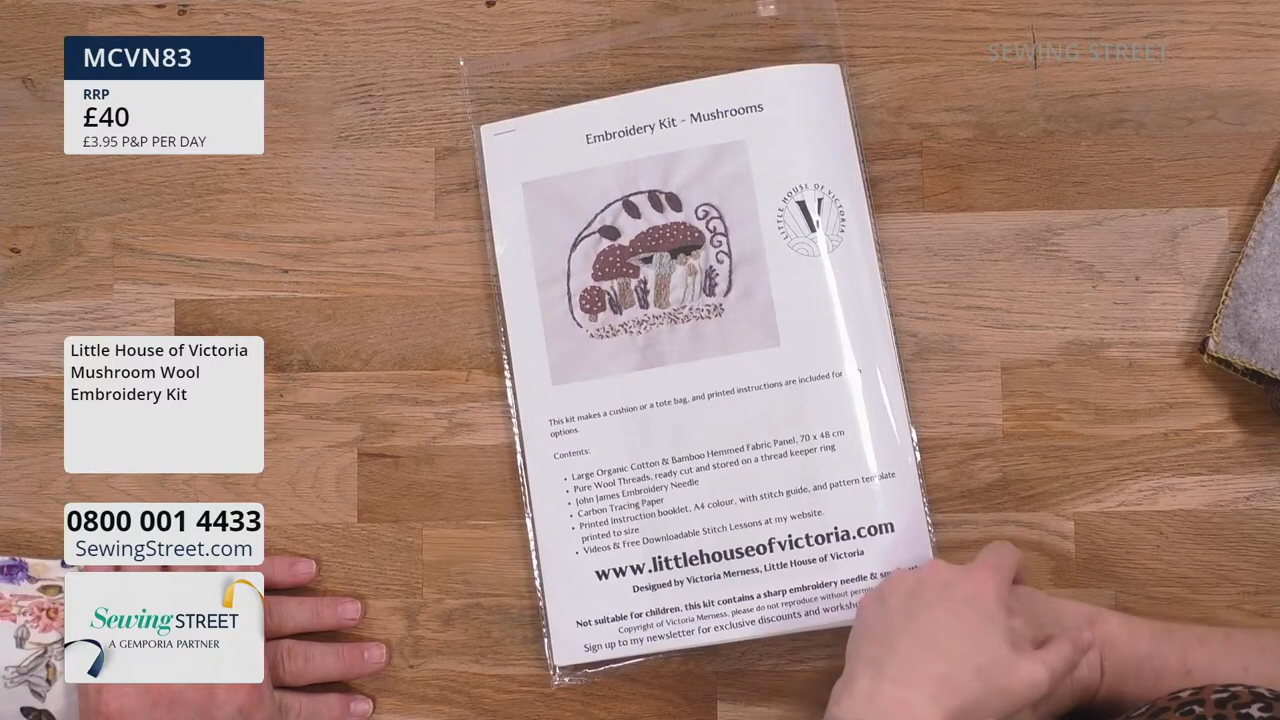 MCVN83
RRP
£40
£3.95 P&P PER DAY
SEWING STREET
Embroidery Kit - Mushrooms
LITTLE HOUSE OF VICTORIA
V
This kit makes a cushion or a tote bag, and printed instructions are included for
options.
Contents:
• Large Organic Cotton & Bamboo Hemmed Fabric Panel, 70 x 48 cm
• Pure Wool Threads, ready cut and stored on a thread keeper ring
• John James Embroidery Needle
• Carbon Tracing Paper
• Printed Instruction booklet, A4 colour, with stitch guide, and pattern template
printed to size
• Videos & Free Downloadable Stitch Lessons at my website.
www.littlehouseofvictoria.com
Designed by Victoria Merness, Little House of Victoria
Not suitable for children, this kit contains a sharp embroidery needle &
Copyright of Victoria Merness, please do not reproduce without
Sign up to my newsletter for exclusive discounts and
Little House of Victoria
Mushroom Wool
Embroidery Kit
0800 001 4433
SewingStreet.com
Sewing STREET
A GEMPORIA PARTNER